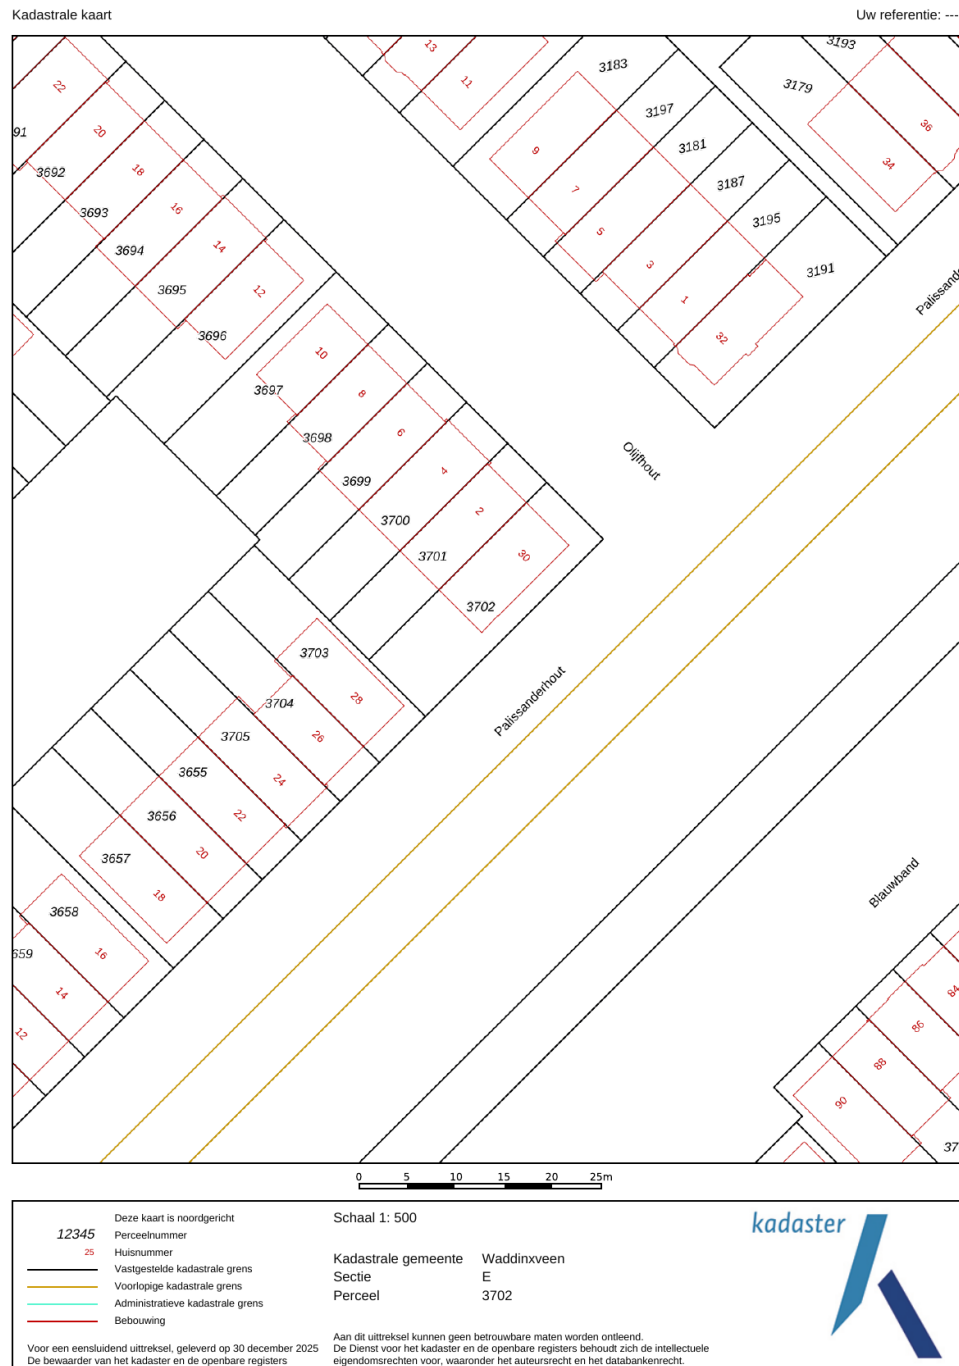 Kadastrale kaart
Uw referentie: ---
13
11
3183
3193
3179
36
34
22
20
18
16
14
12
91
3692
3693
3694
3695
3696
3197
3181
3187
3195
3191
9
7
5
3
1
32
10
8
6
4
2
30
3697
3698
3699
3700
3701
3702
Olijfhout
Palissanderhout
3703
28
3704
26
3705
24
3655
22
3656
20
3657
18
3658
16
659
14
12
Blauwband
84
86
88
90
37
0 5 10 15 20 25m
Deze kaart is noordgericht
12345 Perceelnummer
25 Huisnummer
Vastgestelde kadastrale grens
Voorlopige kadastrale grens
Administratieve kadastrale grens
Bebouwing
Voor een eensluidend uittreksel, geleverd op 30 december 2025
De bewaarder van het kadaster en de openbare registers
Schaal 1: 500
Kadastrale gemeente Waddinxveen
Sectie E
Perceel 3702
Aan dit uittreksel kunnen geen betrouwbare maten worden ontleend.
De Dienst voor het kadaster en de openbare registers behoudt zich de intellectuele
eigendomsrechten voor, waaronder het auteursrecht en het databankenrecht.
kadaster